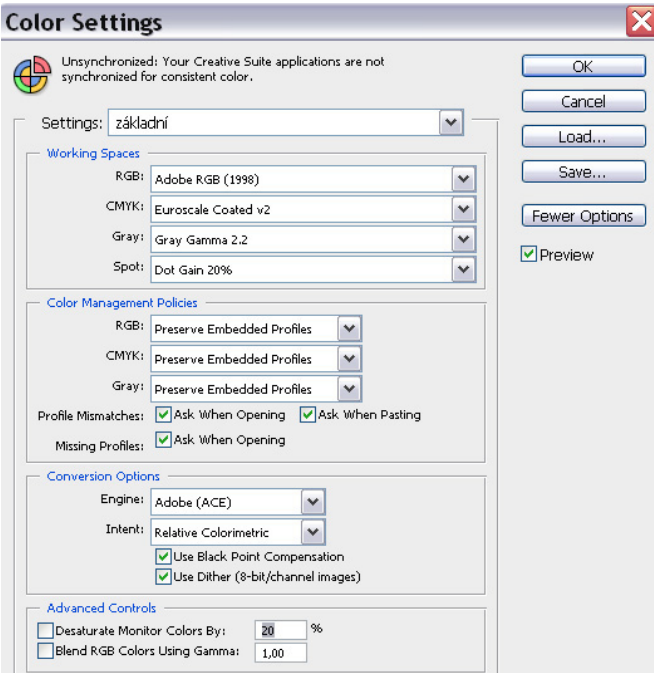 Color Settings
Unsynchronized: Your Creative Suite applications are not
synchronized for consistent color.
OK
Cancel
Load...
Save...
Fewer Options
Preview
Settings: základní
Working Spaces
RGB: Adobe RGB (1998)
CMYK: Euroscale Coated v2
Gray: Gray Gamma 2.2
Spot: Dot Gain 20%
Color Management Policies
RGB: Preserve Embedded Profiles
CMYK: Preserve Embedded Profiles
Gray: Preserve Embedded Profiles
Profile Mismatches: Ask When Opening Ask When Pasting
Missing Profiles: Ask When Opening
Conversion Options
Engine: Adobe (ACE)
Intent: Relative Colorimetric
Use Black Point Compensation
Use Dither (8-bit/channel images)
Advanced Controls
Desaturate Monitor Colors By: 20 %
Blend RGB Colors Using Gamma: 1,00